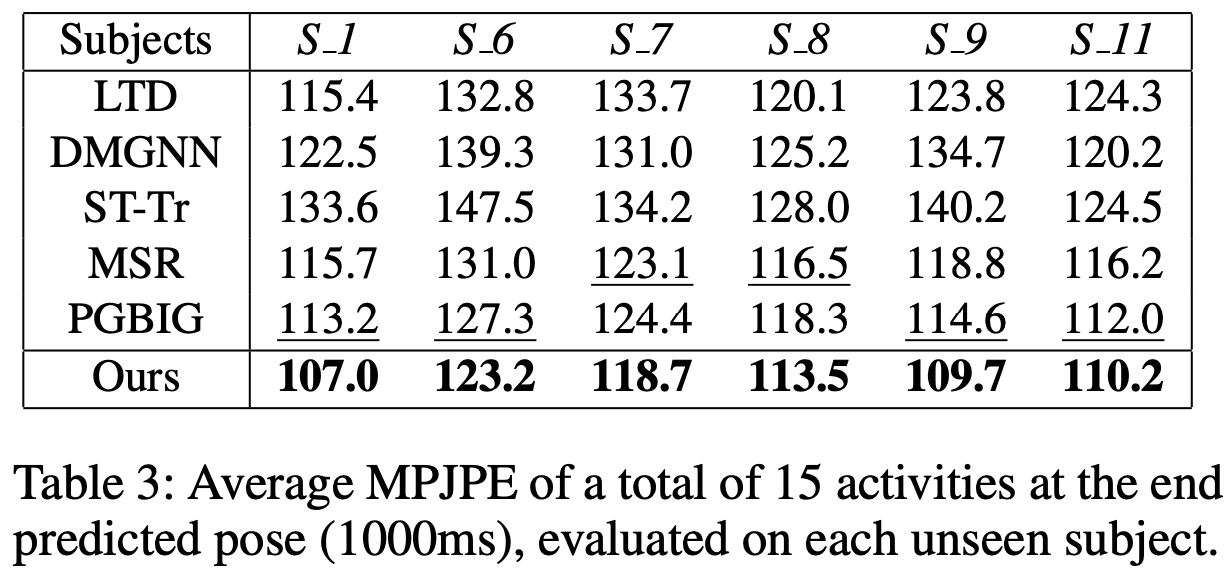 Subjects S_1 S_6 S_7 S_8 S_9 S_11
LTD 115.4 132.8 133.7 120.1 123.8 124.3
DMGNN 122.5 139.3 131.0 125.2 134.7 120.2
ST-Tr 133.6 147.5 134.2 128.0 140.2 124.5
MSR 115.7 131.0 123.1 116.5 118.8 116.2
PGBIG 113.2 127.3 124.4 118.3 114.6 112.0
Ours 107.0 123.2 118.7 113.5 109.7 110.2
Table 3: Average MPJPE of a total of 15 activities at the end
predicted pose (1000ms), evaluated on each unseen subject.